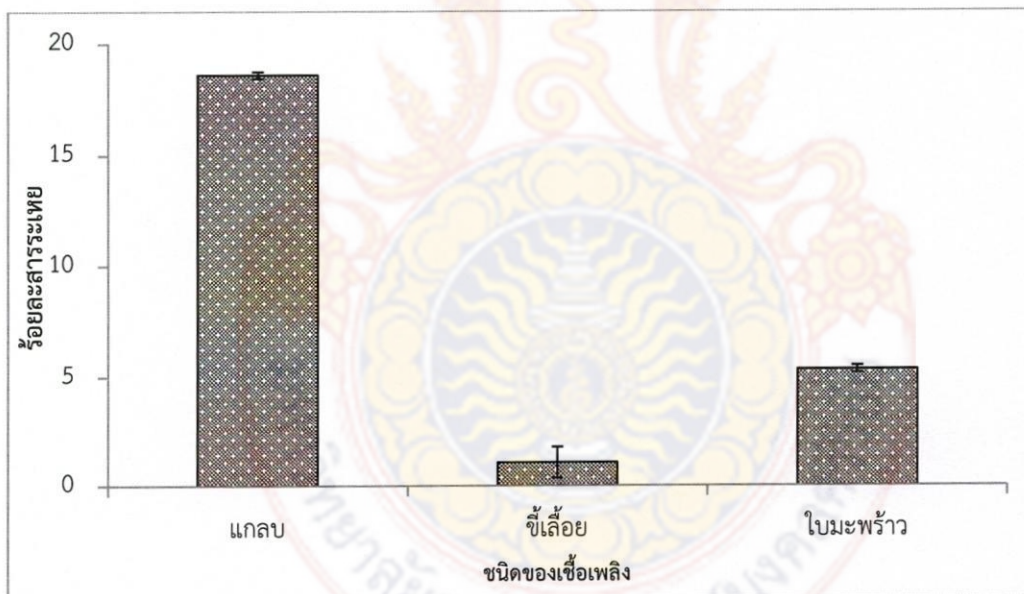 20
15
10
5
0
ร้อยละสารระเหย
แกลบ
ขี้เลื่อย
ใบมะพร้าว
ชนิดของเชื้อเพลิง